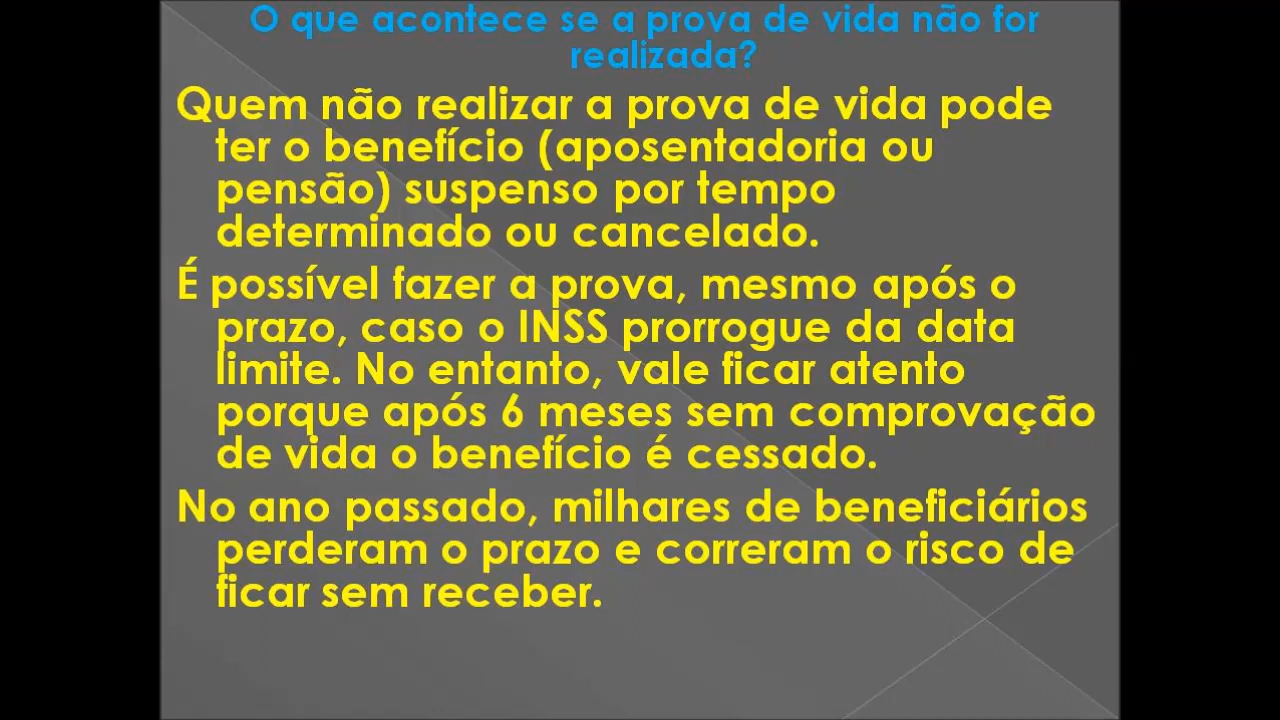 O que acontece se a prova de vida não for
realizada?
Quem não realizar a prova de vida pode
ter o benefício (aposentadoria ou
pensão) suspenso por tempo
determinado ou cancelado.
É possível fazer a prova, mesmo após o
prazo, caso o INSS prorrogue da data
limite. No entanto, vale ficar atento
porque após 6 meses sem comprovação
de vida o benefício é cessado.
No ano passado, milhares de beneficiários
perderam o prazo e correram o risco de
ficar sem receber.